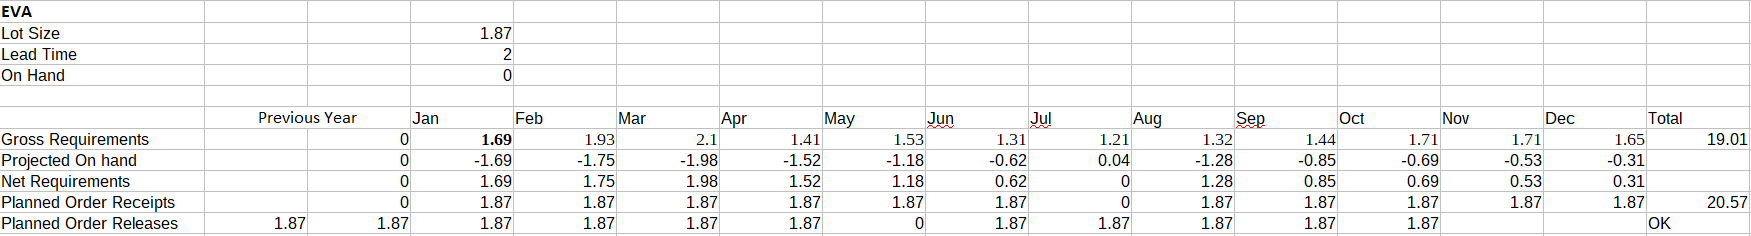 EVA
Lot Size 1.87
Lead Time 2
On Hand 0
Previous Year Jan Feb Mar Apr May Jun Jul Aug Sep Oct Nov Dec Total
Gross Requirements 0 1.69 1.93 2.1 1.41 1.53 1.31 1.21 1.32 1.44 1.71 1.71 1.65 19.01
Projected On hand 0 -1.69 -1.75 -1.98 -1.52 -1.18 -0.62 0.04 -1.28 -0.85 -0.69 -0.53 -0.31
Net Requirements 0 1.69 1.75 1.98 1.52 1.18 0.62 0 1.28 0.85 0.69 0.53 0.31
Planned Order Receipts 0 1.87 1.87 1.87 1.87 1.87 1.87 0 1.87 1.87 1.87 1.87 1.87 20.57
Planned Order Releases 1.87 1.87 1.87 1.87 1.87 1.87 0 1.87 1.87 1.87 1.87 1.87 OK